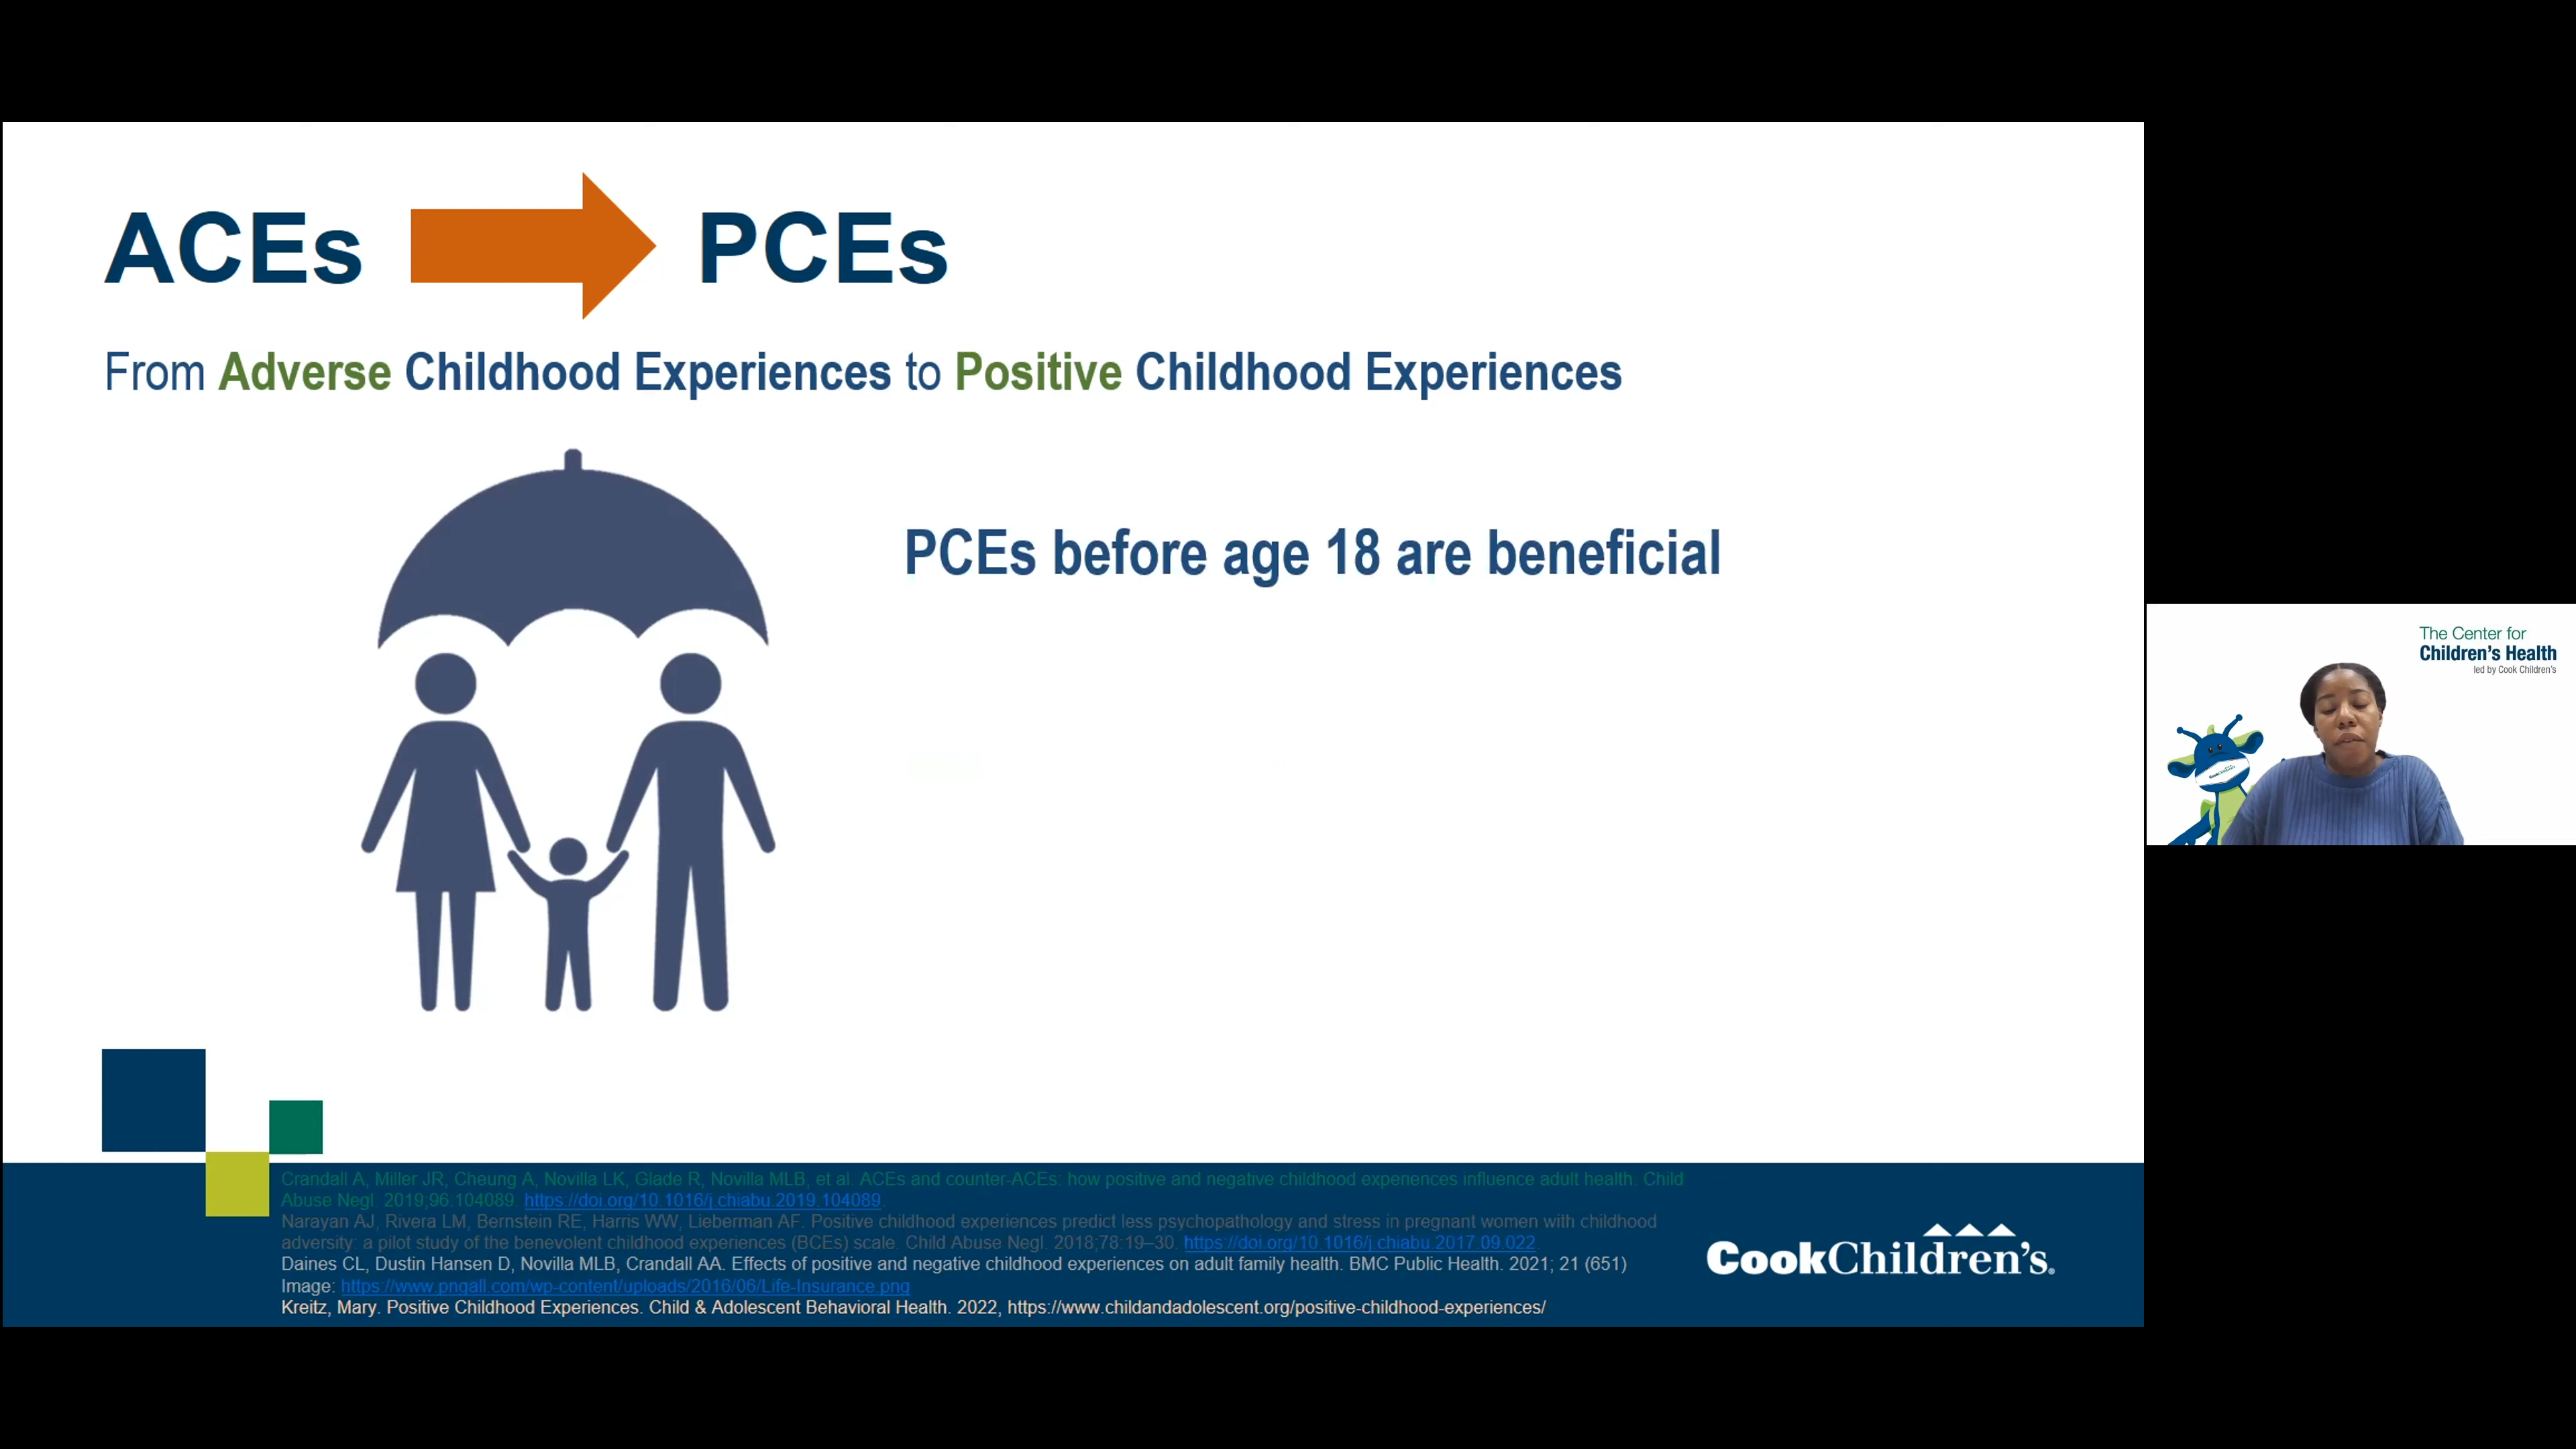 ACEs PCEs
From Adverse Childhood Experiences to Positive Childhood Experiences
PCEs before age 18 are beneficial
The Center for
Children's Health
led by Cook Children's
Crandall A, Miller JR, Cheung A, Novilla LK, Glade R, Novilla MLB, et al. ACEs and counter-ACEs: how positive and negative childhood experiences influence adult health. Child
Abuse Negl. 2019;96:104089. https://doi.org/10.1016/j.chiabu.2019.104089.
Narayan AJ, Rivera LM, Bernstein RE, Harris WW, Lieberman AF. Positive childhood experiences predict less psychopathology and stress in pregnant women with childhood
adversity: a pilot study of the benevolent childhood experiences (BCEs) scale. Child Abuse Negl. 2018;78:19–30. https://doi.org/10.1016/j.chiabu.2017.09.022.
Daines CL, Dustin Hansen D, Novilla MLB, Crandall AA. Effects of positive and negative childhood experiences on adult family health. BMC Public Health. 2021; 21 (651)
Image: https://www.pngall.com/wp-content/uploads/2016/06/Life-Insurance.png
Kreitz, Mary. Positive Childhood Experiences. Child & Adolescent Behavioral Health. 2022, https://www.childandadolescent.org/positive-childhood-experiences/
CookChildren's.